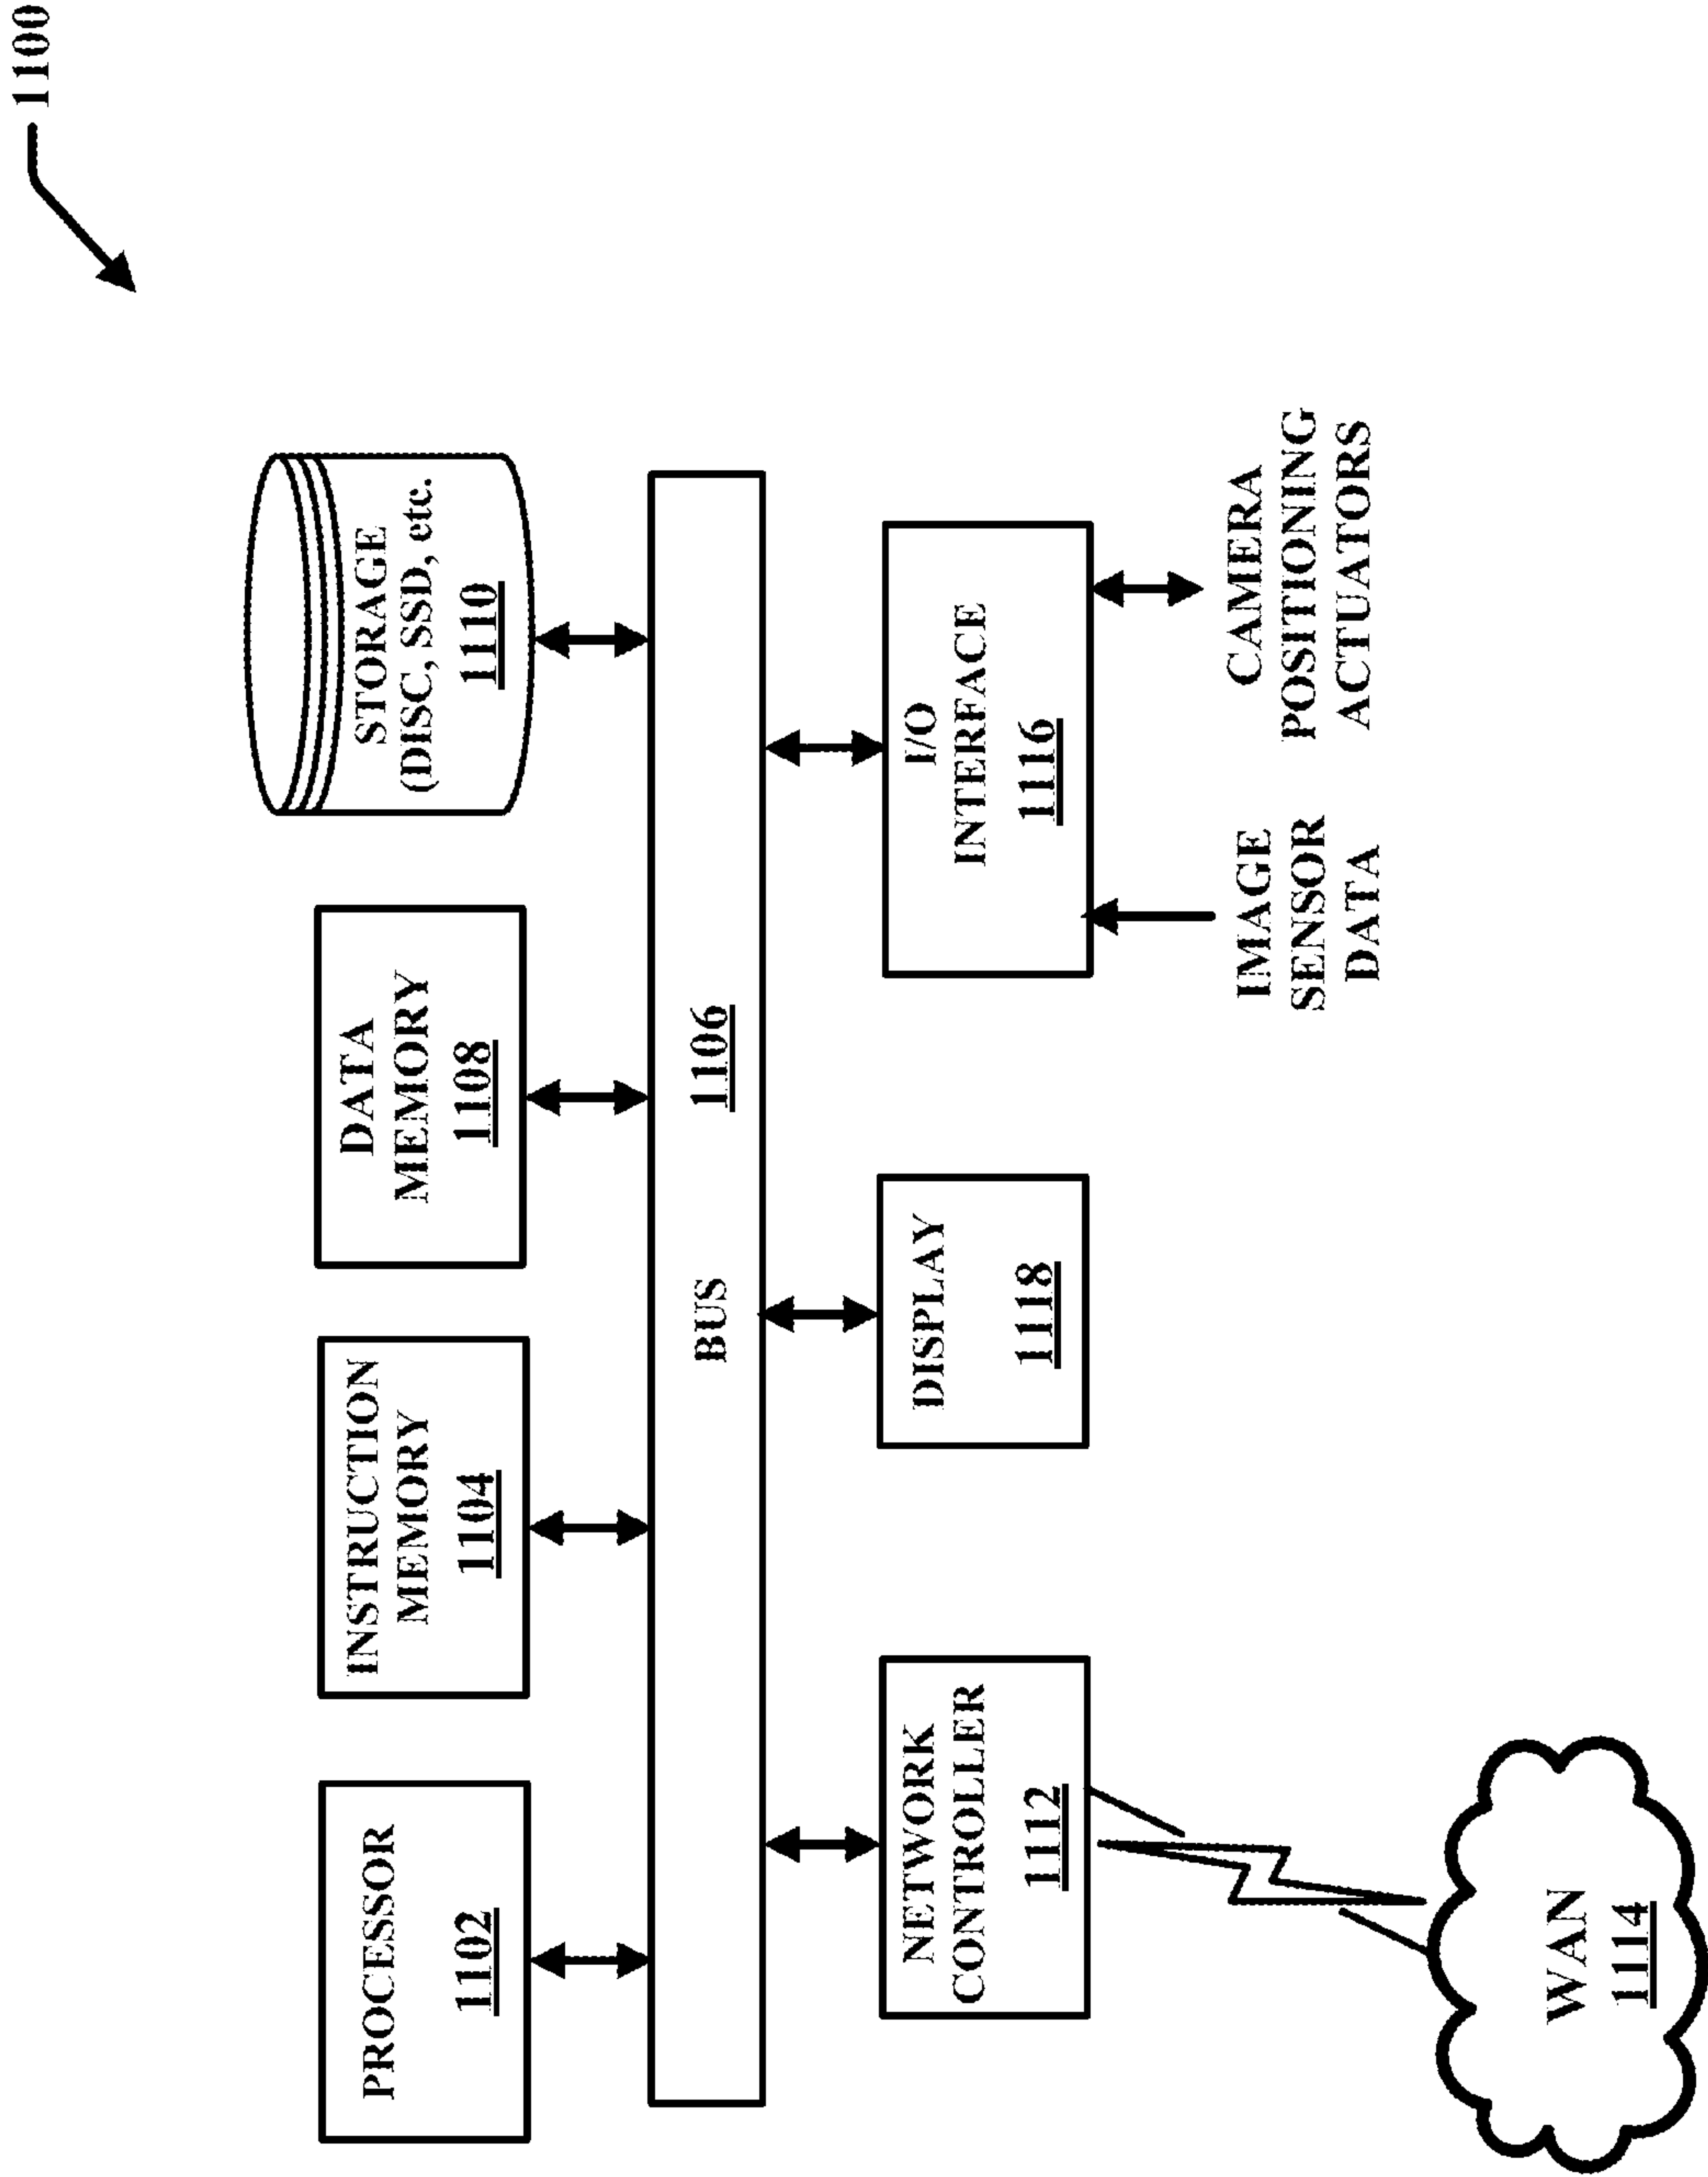 1100
PROCESSOR
1102
INSTRUCTION
MEMORY
1104
DATA
MEMORY
1108
STORAGE
(DISC, SSD, etc.
1110
BUS 1106
NETWORK
CONTROLLER
1112
DISPLAY
1118
I/O
INTERFACE
1116
WAN
1114
IMAGE
SENSOR
DATA
CAMERA
POSITIONING
ACTUATORS